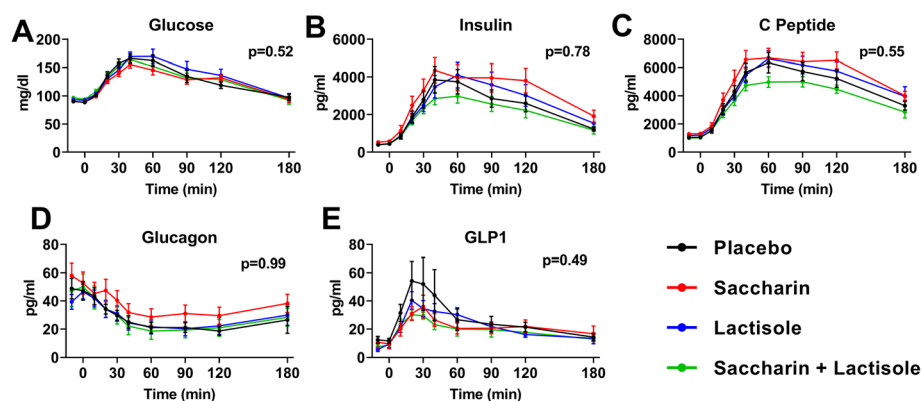 A
Glucose
p=0.52
mg/dl
200
150
100
50
0
0 30 60 90 120 180
Time (min)
B
Insulin
p=0.78
pg/ml
6000
4000
2000
0
0 30 60 90 120 180
Time (min)
C
C Peptide
p=0.55
pg/ml
8000
6000
4000
2000
0
0 30 60 90 120 180
Time (min)
D
Glucagon
p=0.99
pg/ml
80
60
40
20
0
0 30 60 90 120 180
Time (min)
E
GLP1
p=0.49
pg/ml
80
60
40
20
0
0 30 60 90 120 180
Time (min)
Placebo
Saccharin
Lactisole
Saccharin + Lactisole